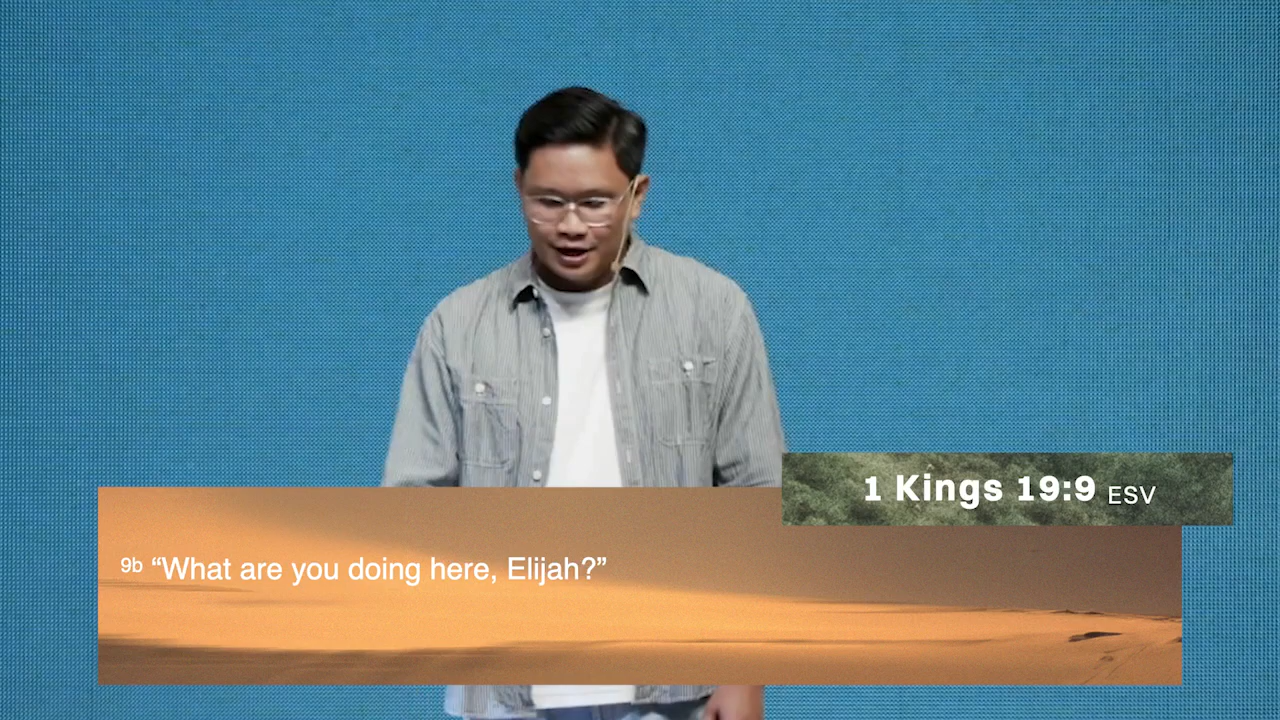 1 Kings 19:9 ESV
9b “What are you doing here, Elijah?”